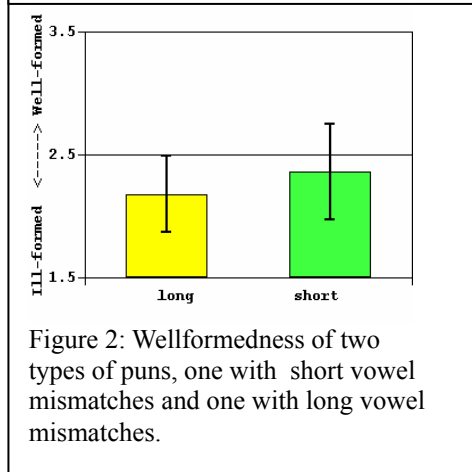 Ill-formed <-----> Well-formed
3.5
2.5
1.5
long short
Figure 2: Wellformedness of two
types of puns, one with short vowel
mismatches and one with long vowel
mismatches.